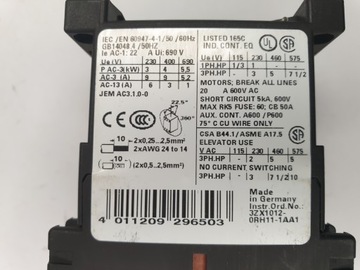 IEC /EN 60947-4-1/50 /60Hz
GB14048.4 /50HZ
Ie AC-1: 22 A Ui: 690 V
Ue (V) 230 400 690
P AC-3(kW) 3 4 5.5
AC-3 (A) 9 9 5.2
AC-13 (A) 6 3 1
JEM AC3.1.0-0
22.5°
360°
CCC
10 2x0,25...2,5mm²
2xAWG 24 to 14
10 (2x0,5...2,5mm²)
4 011209 296503
LISTED 165C
IND. CONT. EQ.
Ue(V) 115 230 460 575
1PH.HP 1/3 1
3PH.HP 3 5 7 1/2
MOTORS; BREAK ALL LINES
20 A 600V AC
SHORT CIRCUIT 5kA, 600V
MAX RK5 FUSE: 60; CB 50A
AUX. CONTACT: A600 / P600
75° C CU WIRE ONLY
CSA B44.1/ ASME A17.5
ELEVATOR USE
V AC 115 230 460 575
3PH.HP - 2 5 5
NO CURRENT SWITCHING
3PH.HP - 3 7 1/2 10
Made
in Germany
Instr.Ord.No.:
3ZX1012-
0RH11-1AA1